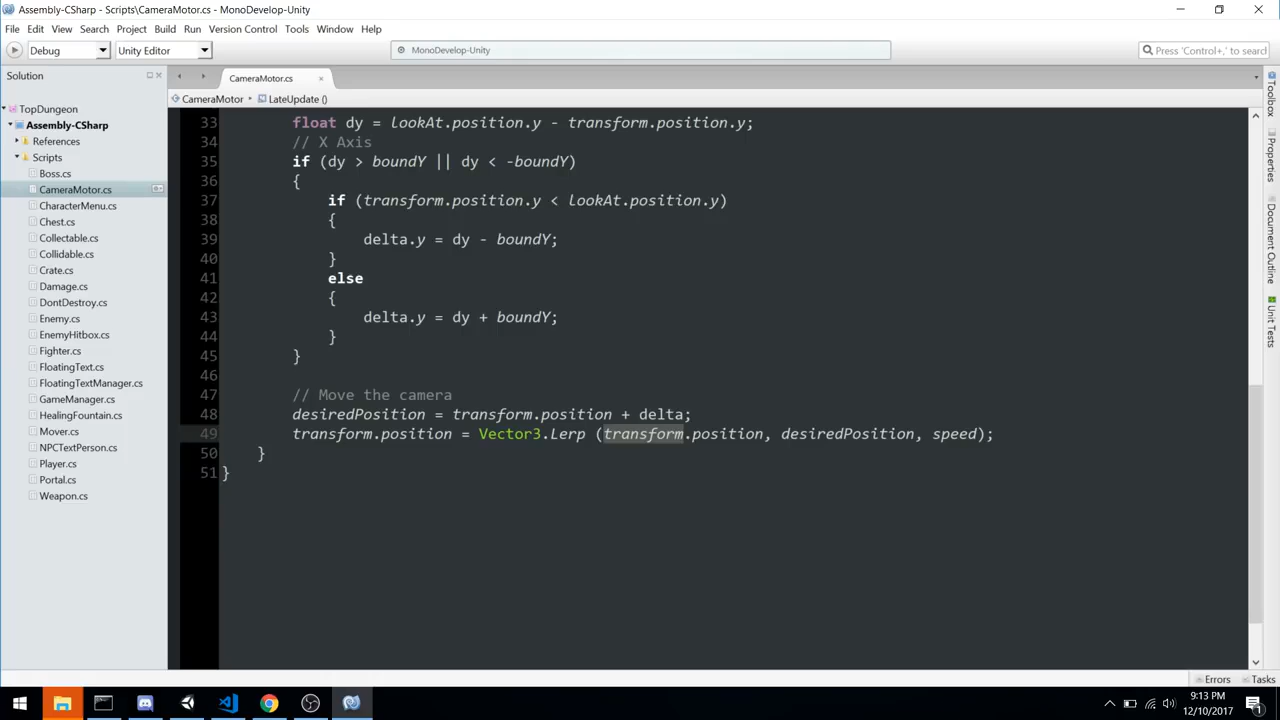 Assembly-CSharp - Scripts\CameraMotor.cs - MonoDevelop-Unity
File Edit View Search Project Build Run Version Control Tools Window Help
Debug Unity Editor MonoDevelop-Unity Press 'Control+,' to search
Solution
CameraMotor.cs
CameraMotor LateUpdate ()
TopDungeon
Assembly-CSharp
References
Scripts
Boss.cs
CameraMotor.cs
CharacterMenu.cs
Chest.cs
Collectable.cs
Collidable.cs
Crate.cs
Damage.cs
DontDestroy.cs
Enemy.cs
EnemyHitbox.cs
Fighter.cs
FloatingText.cs
FloatingTextManager.cs
GameManager.cs
HealingFountain.cs
Mover.cs
NPCTextPerson.cs
Player.cs
Portal.cs
Weapon.cs
33 float dy = lookAt.position.y - transform.position.y;
34 // X Axis
35 if (dy > boundY || dy < -boundY)
36 {
37 if (transform.position.y < lookAt.position.y)
38 {
39 delta.y = dy - boundY;
40 }
41 else
42 {
43 delta.y = dy + boundY;
44 }
45 }
46
47 // Move the camera
48 desiredPosition = transform.position + delta;
49 transform.position = Vector3.Lerp (transform.position, desiredPosition, speed);
50 }
51 }
Toolbox
Properties
Document Outline
Unit Tests
Errors Tasks
9:13 PM
12/10/2017
1